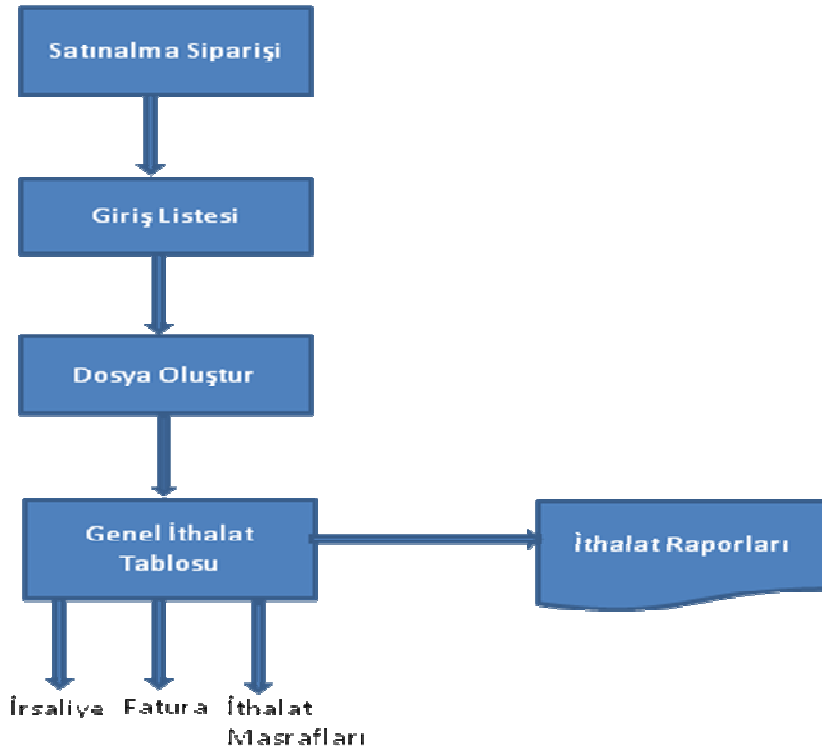 Satınalma Siparişi
Giriş Listesi
Dosya Oluştur
Genel İthalat
Tablosu
İthalat Raporları
İrsaliye
Fatura
İthalat
Masrafları